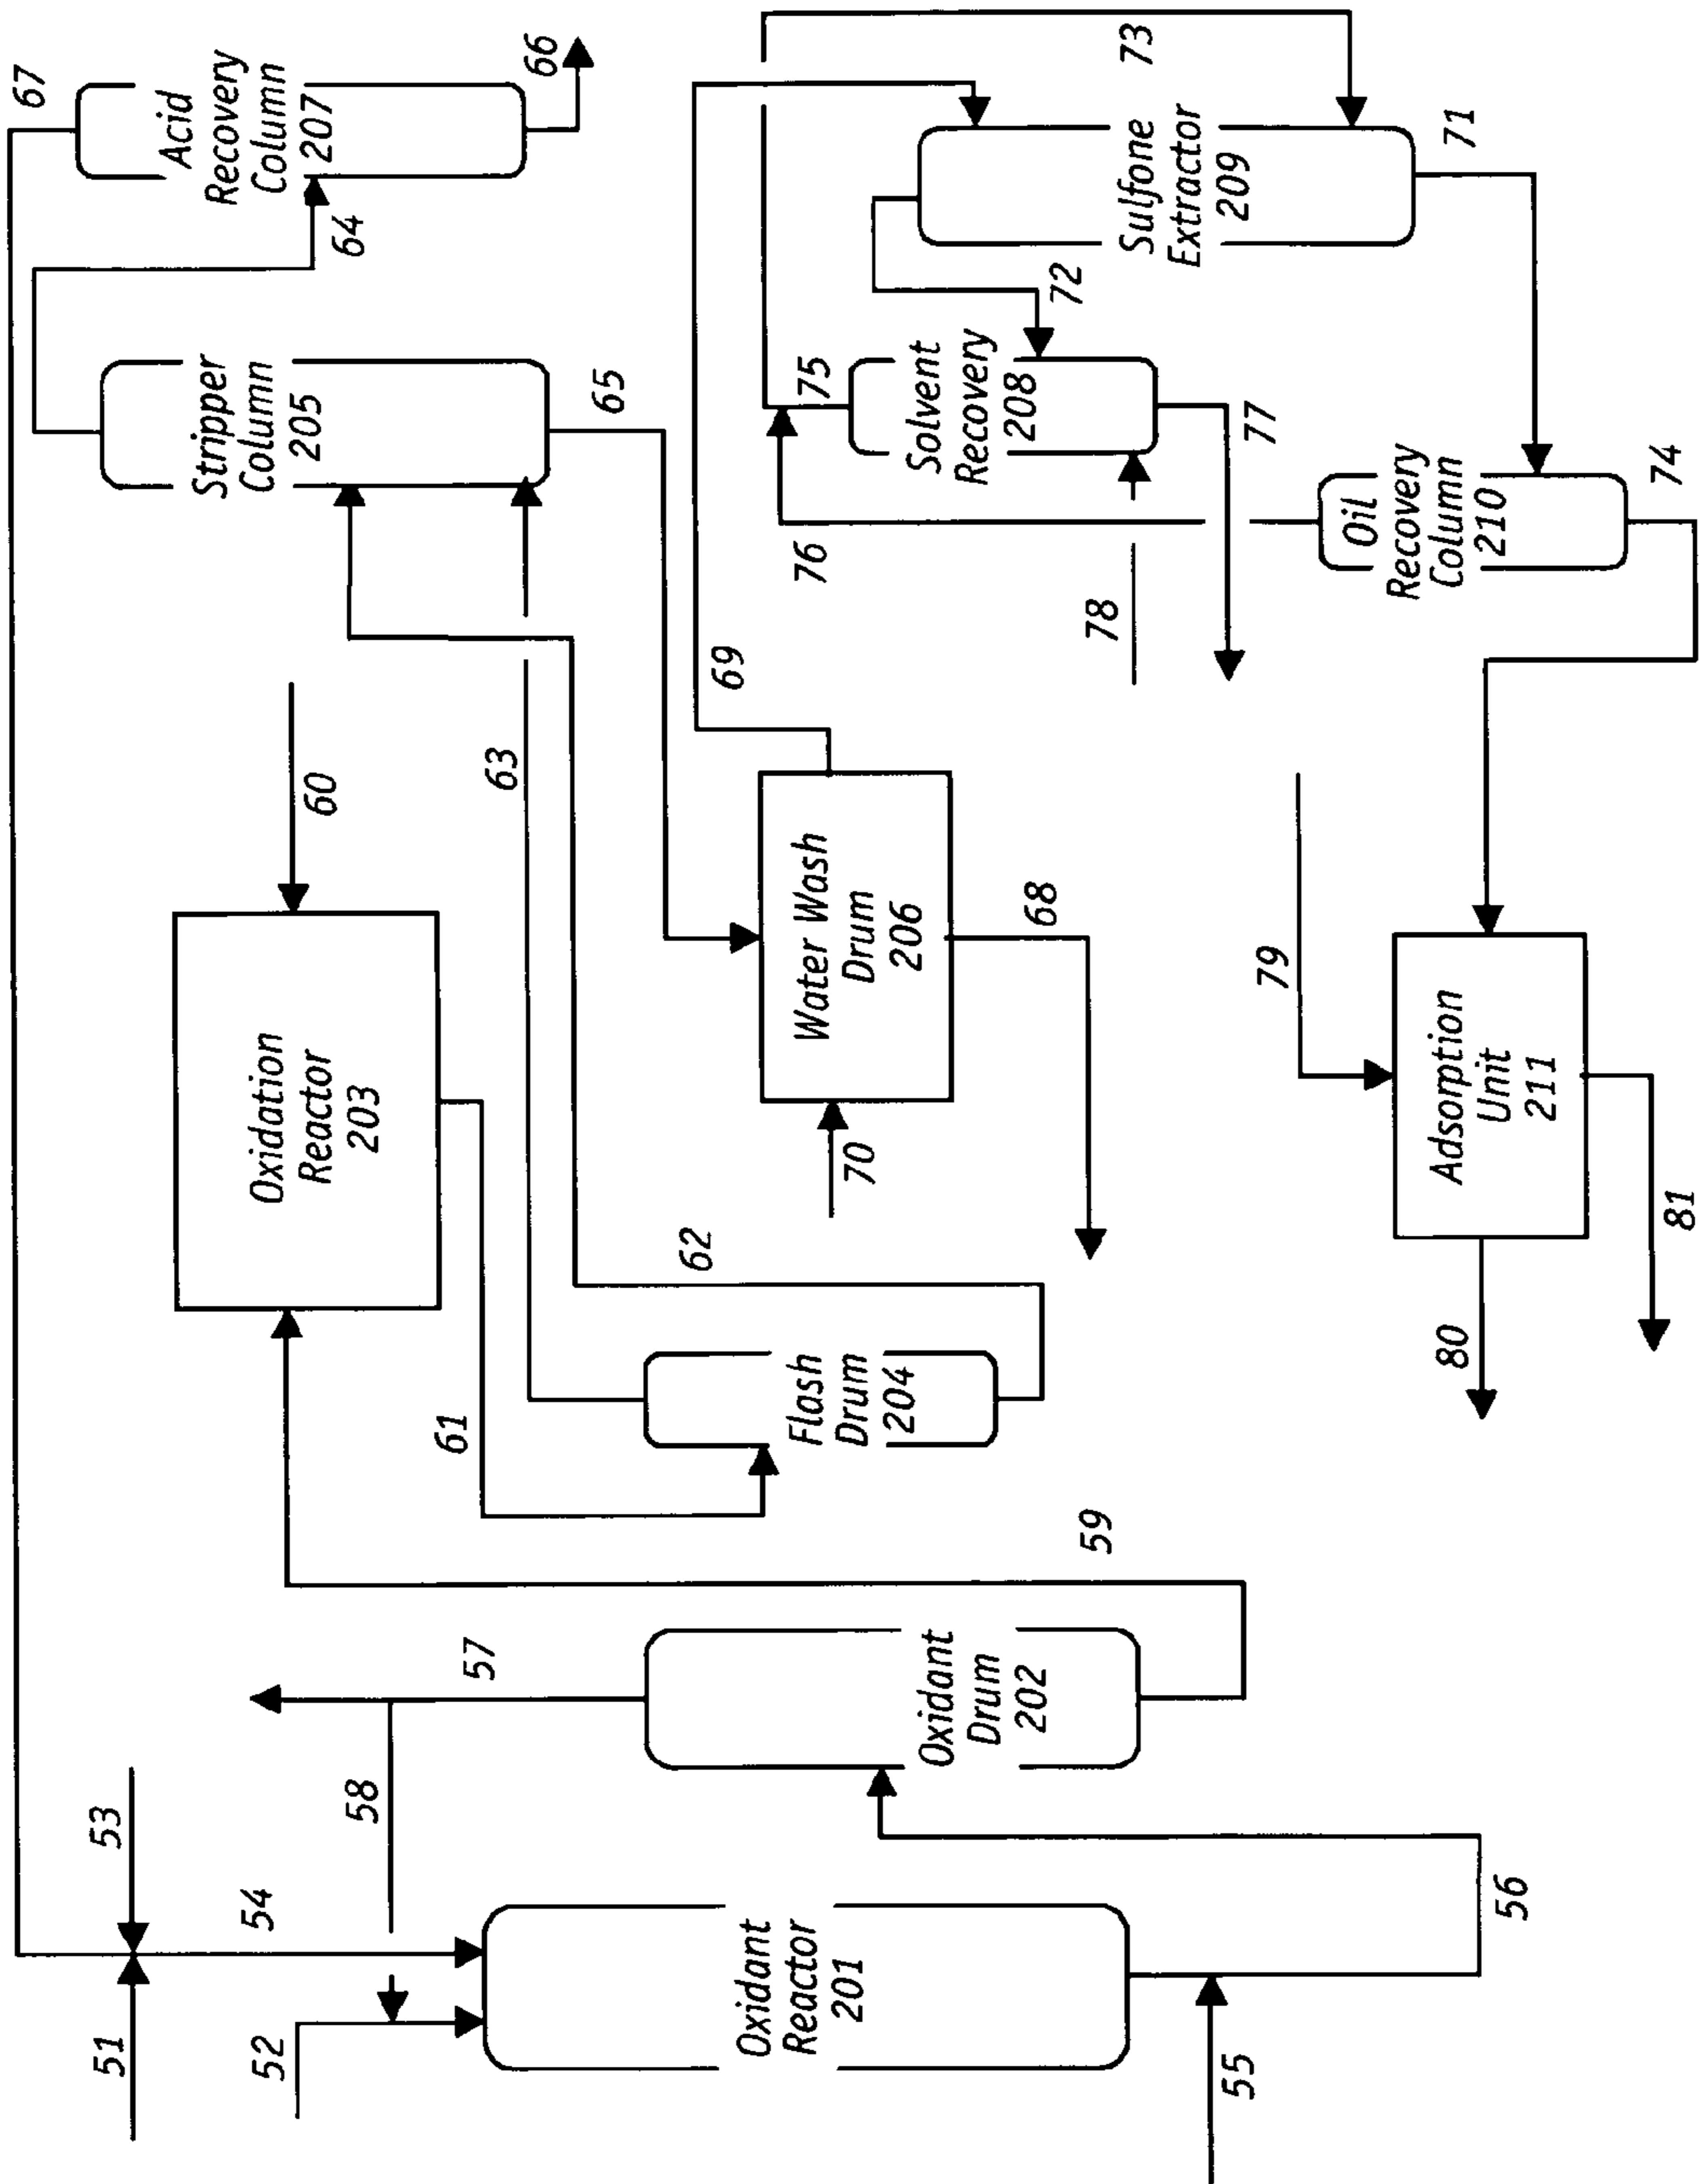 51
53
67
52
54
58
57
Oxidant
Reactor
201
55
56
Oxidant
Drum
202
59
60
Oxidation
Reactor
203
61
62
63
Flash
Drum
204
Stripper
Column
205
64
65
Acid
Recovery
Column
207
66
Water Wash
Drum
206
70
68
69
Solvent
Recovery
208
75
76
78
77
72
Sulfone
Extractor
209
73
71
Oil
Recovery
Column
210
74
79
Adsorption
Unit
211
80
81